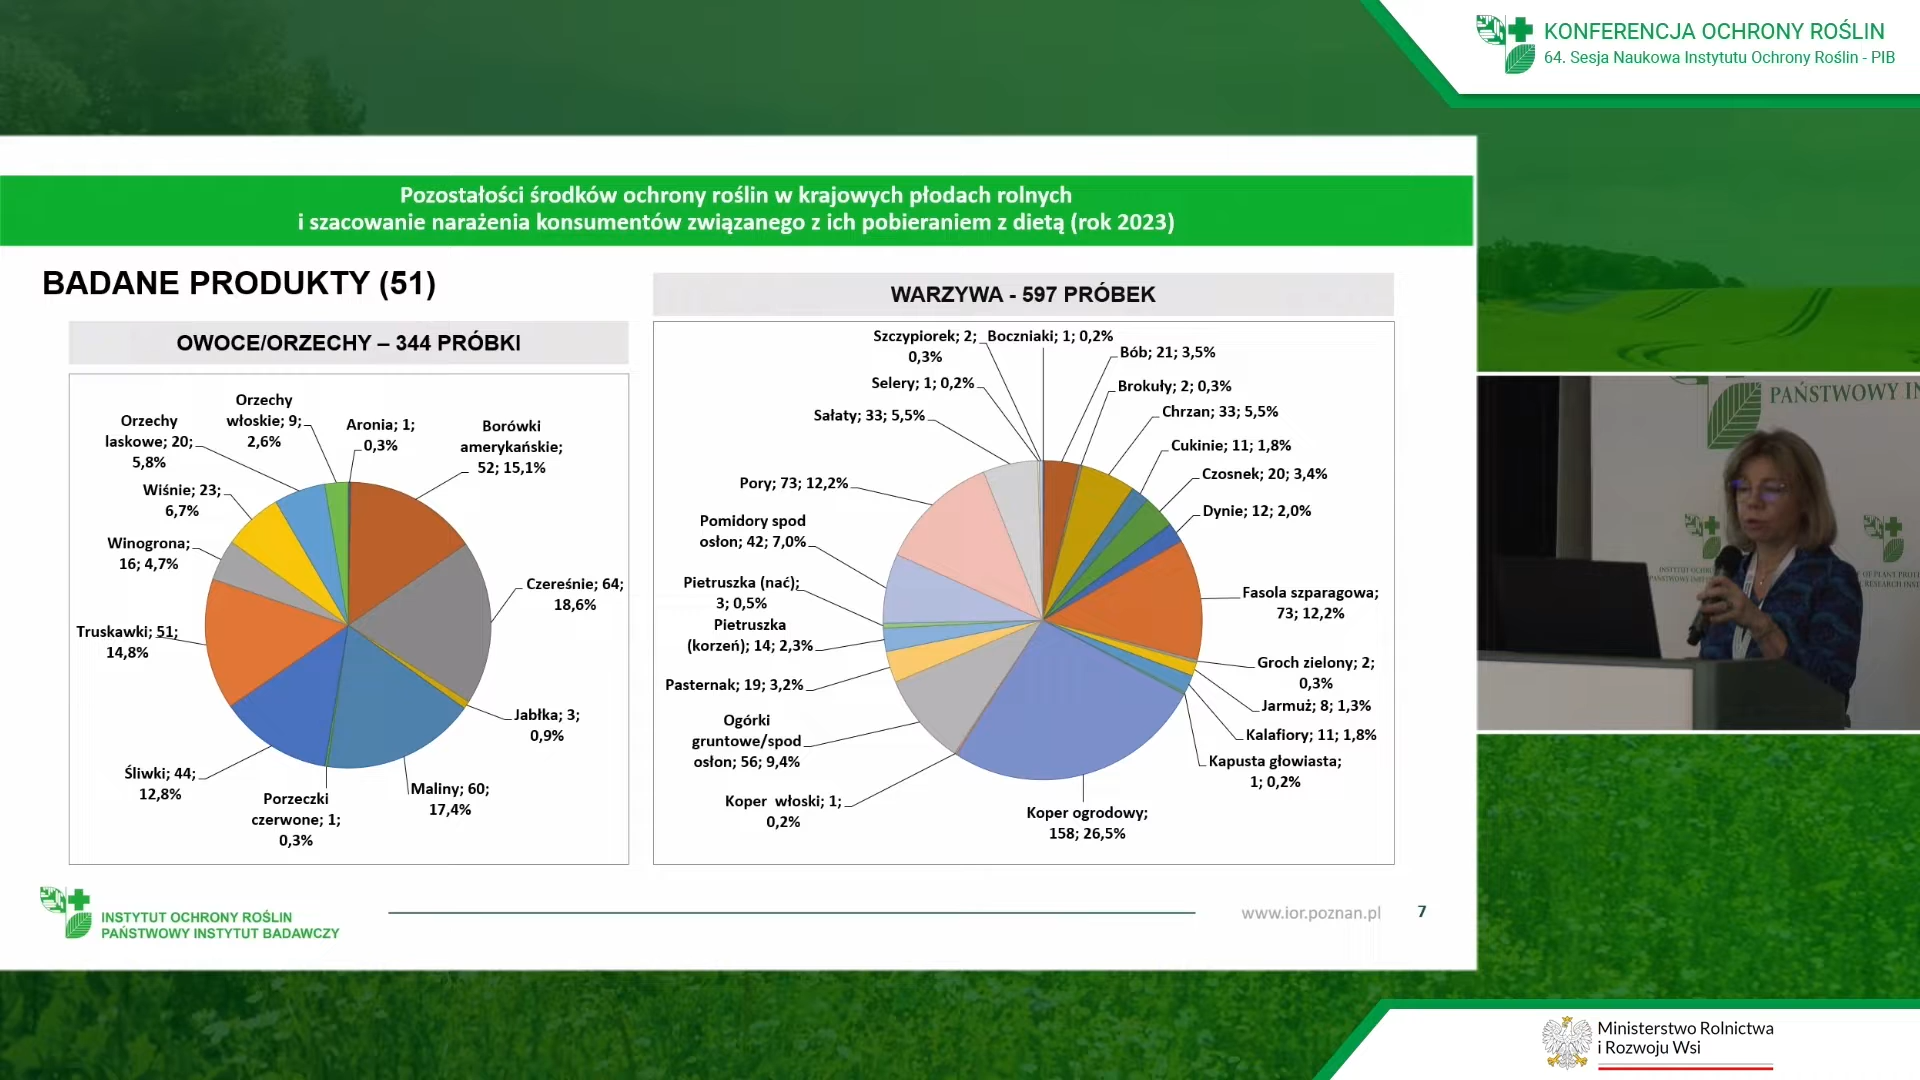 KONFERENCJA OCHRONY ROŚLIN
64. Sesja Naukowa Instytutu Ochrony Roślin - PIB
Pozostałości środków ochrony roślin w krajowych płodach rolnych
i szacowanie narażenia konsumentów związanego z ich pobieraniem z dietą (rok 2023)
BADANE PRODUKTY (51)
OWOCE/ORZECHY – 344 PRÓBKI
Orzechy
włoskie; 9;
2,6%
Aronia; 1;
0,3%
Borówki
amerykańskie;
52; 15,1%
Czereśnie; 64;
18,6%
Jabłka; 3;
0,9%
Maliny; 60;
17,4%
Porzeczki
czerwone; 1;
0,3%
Śliwki; 44;
12,8%
Truskawki; 51;
14,8%
Winogrona;
16; 4,7%
Wiśnie; 23;
6,7%
Orzechy
laskowe; 20;
5,8%
WARZYWA - 597 PRÓBEK
Boczniaki; 1; 0,2%
Bób; 21; 3,5%
Brokuły; 2; 0,3%
Chrzan; 33; 5,5%
Cukinie; 11; 1,8%
Czosnek; 20; 3,4%
Dynie; 12; 2,0%
Fasola szparagowa;
73; 12,2%
Groch zielony; 2;
0,3%
Jarmuż; 8; 1,3%
Kalafiory; 11; 1,8%
Kapusta głowiasta;
1; 0,2%
Koper ogrodowy;
158; 26,5%
Koper włoski; 1;
0,2%
Ogórki
gruntowe/spod
osłon; 56; 9,4%
Pasternak; 19; 3,2%
Pietruszka
(korzeń); 14; 2,3%
Pietruszka (nać);
3; 0,5%
Pomidory spod
osłon; 42; 7,0%
Pory; 73; 12,2%
Sałaty; 33; 5,5%
Selery; 1; 0,2%
Szczypiorek; 2;
0,3%
INSTYTUT OCHRONY ROŚLIN
PAŃSTWOWY INSTYTUT BADAWCZY
www.ior.poznan.pl
7
PAŃSTWOWY IN
Ministerstwo Rolnictwa
i Rozwoju Wsi